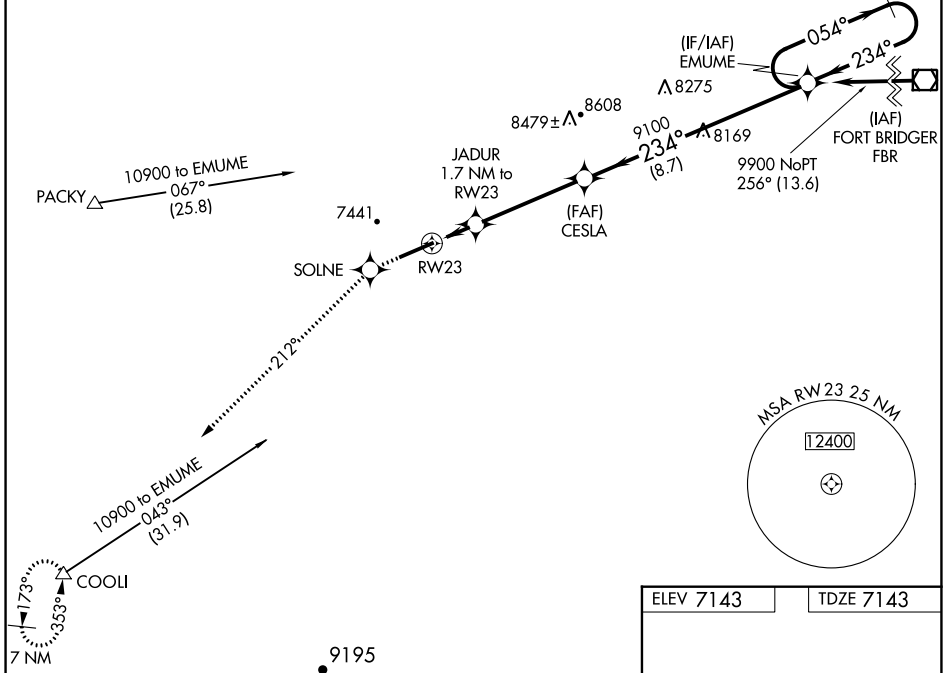 054°
234°
(IF/IAF)
EMUME
8275
8608
8479±
9100
234°
(8.7)
8169
(IAF)
FORT BRIDGER
FBR
9900 NoPT
256° (13.6)
JADUR
1.7 NM to
RW23
10900 to EMUME
067°
(25.8)
PACKY
7441
(FAF)
CESLA
SOLNE
RW23
212°
MSA RW23 25 NM
12400
10900 to EMUME
043°
(31.9)
COOLI
173°
353°
7 NM
ELEV 7143
TDZE 7143
9195